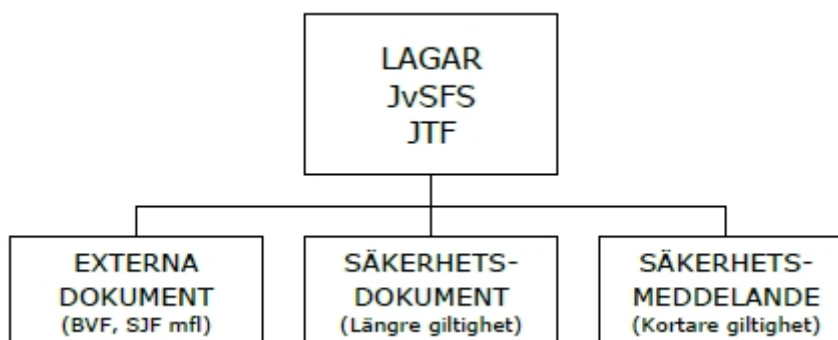 LAGAR
JvSFS
JTF
EXTERNA
DOKUMENT
(BVF, SJF mfl)
SÄKERHETS-
DOKUMENT
(Längre giltighet)
SÄKERHETS-
MEDDELANDE
(Kortare giltighet)